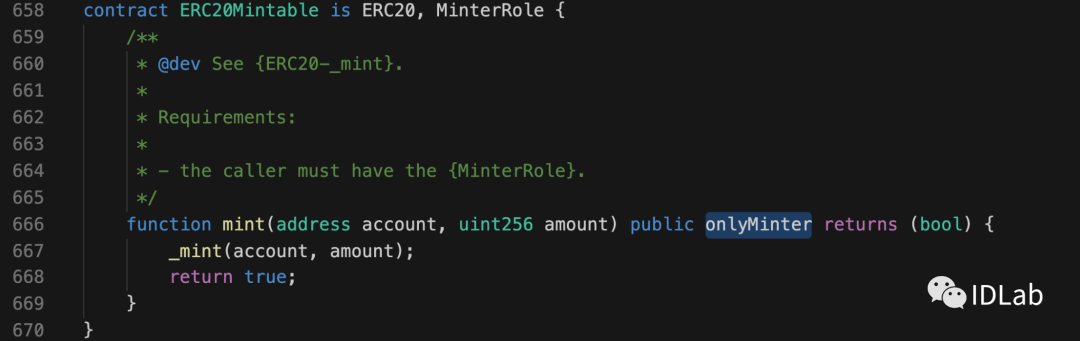 658 contract ERC20Mintable is ERC20, MinterRole {
659     /**
660      * @dev See {ERC20-_mint}.
661      *
662      * Requirements:
663      *
664      * - the caller must have the {MinterRole}.
665      */
666     function mint(address account, uint256 amount) public onlyMinter returns (bool) {
667         _mint(account, amount);
668         return true;
669     }
670 }
IDLab